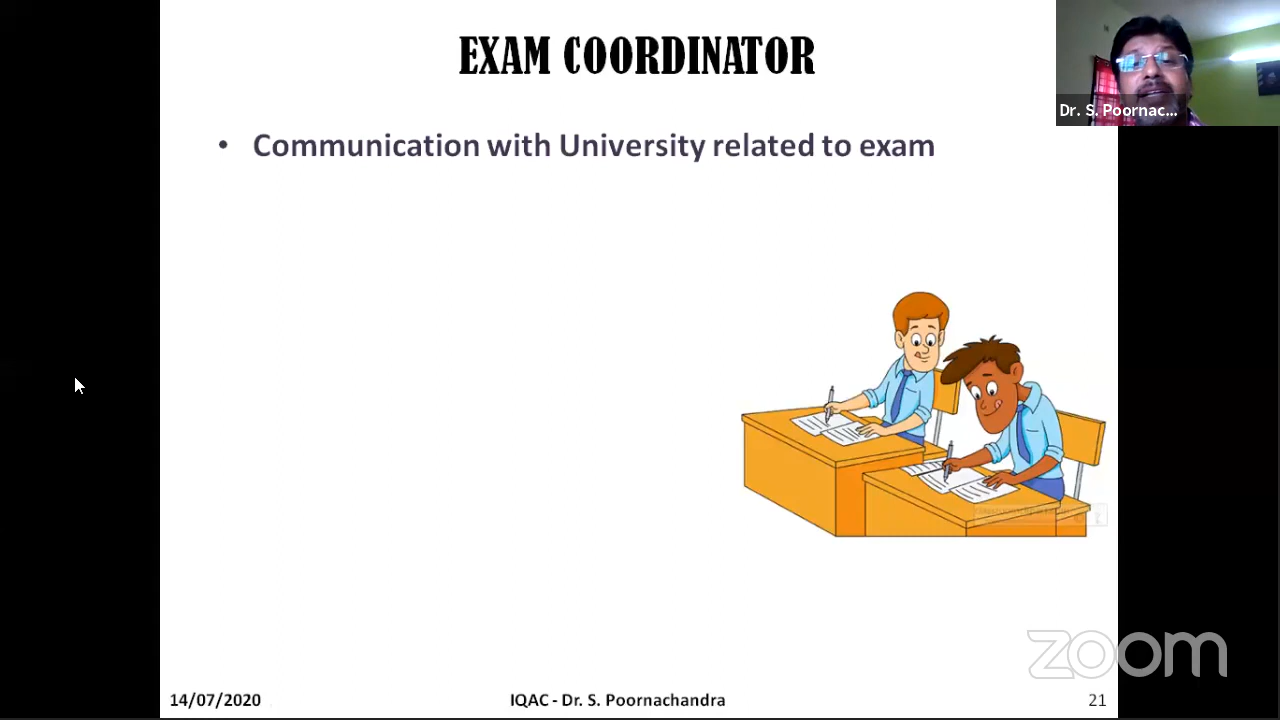 EXAM COORDINATOR
Dr. S. Poornac...
• Communication with University related to exam
zoom
14/07/2020
IQAC - Dr. S. Poornachandra
21